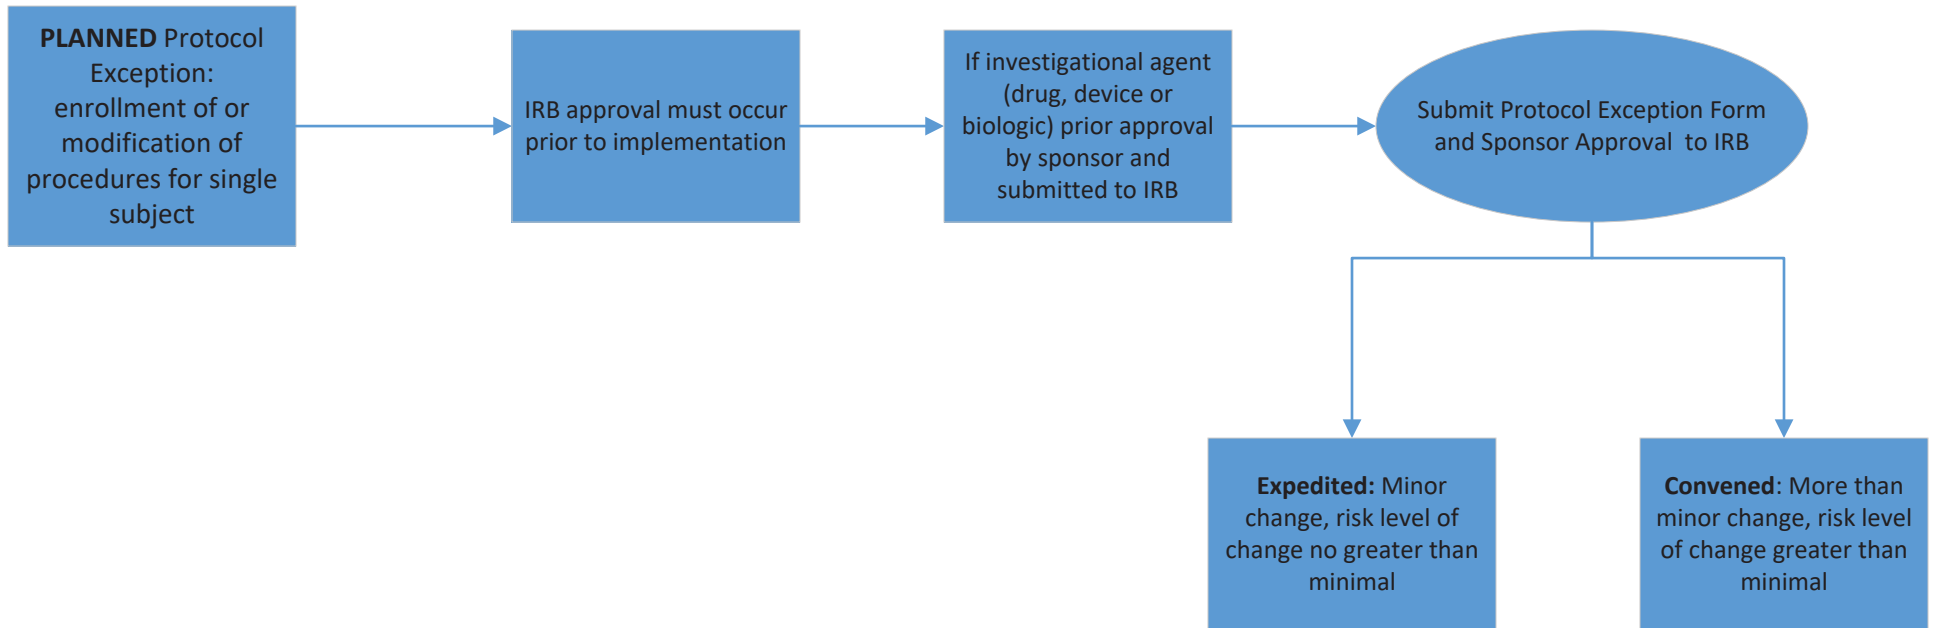 PLANNED Protocol
Exception:
enrollment of or
modification of
procedures for single
subject
IRB approval must occur
prior to implementation
If investigational agent
(drug, device or
biologic) prior approval
by sponsor and
submitted to IRB
Submit Protocol Exception Form
and Sponsor Approval  to IRB
Expedited: Minor
change, risk level of
change no greater than
minimal
Convened: More than
minor change, risk level
of change greater than
minimal